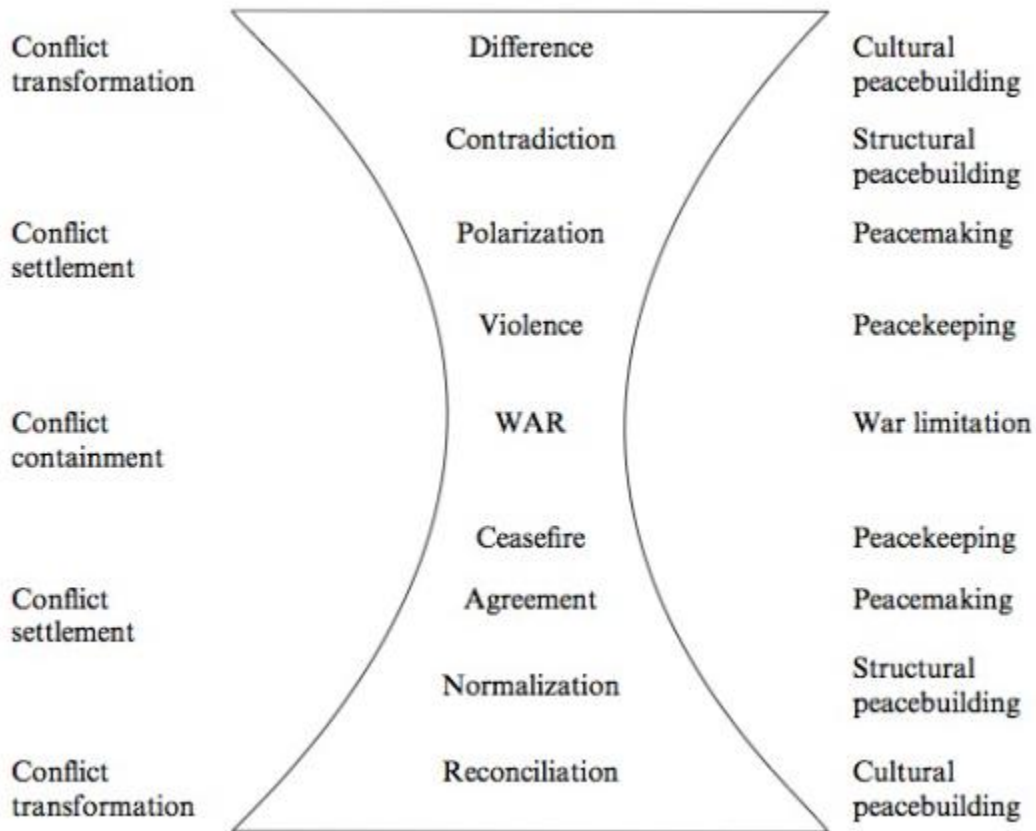 Conflict
transformation
Difference
Cultural
peacebuilding
Contradiction
Structural
peacebuilding
Conflict
settlement
Polarization
Peacemaking
Violence
Peacekeeping
Conflict
containment
WAR
War limitation
Ceasefire
Peacekeeping
Conflict
settlement
Agreement
Peacemaking
Normalization
Structural
peacebuilding
Conflict
transformation
Reconciliation
Cultural
peacebuilding